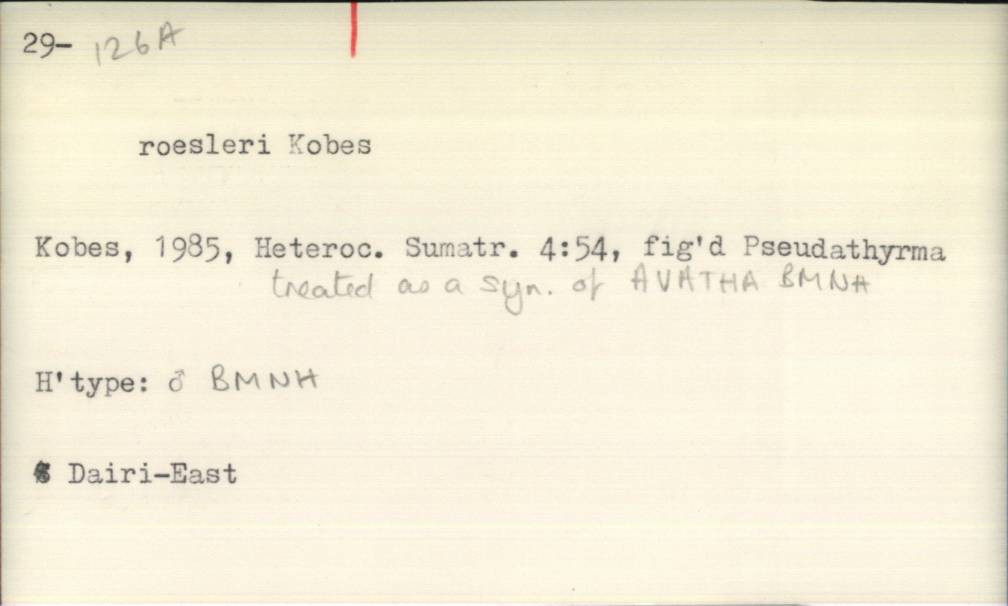 29- 126A
roesleri Kobes
Kobes, 1985, Heteroc. Sumatr. 4:54, fig'd Pseudathyrma
treated as a syn. of AVATHA BMNH
H'type: ♂ BMNH
Dairi-East